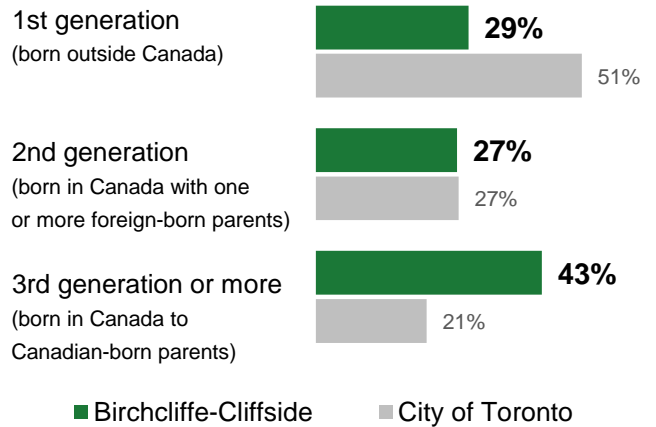 1st generation
(born outside Canada)
29%
51%
2nd generation
(born in Canada with one
or more foreign-born parents)
27%
27%
3rd generation or more
(born in Canada to
Canadian-born parents)
43%
21%
Birchcliffe-Cliffside City of Toronto